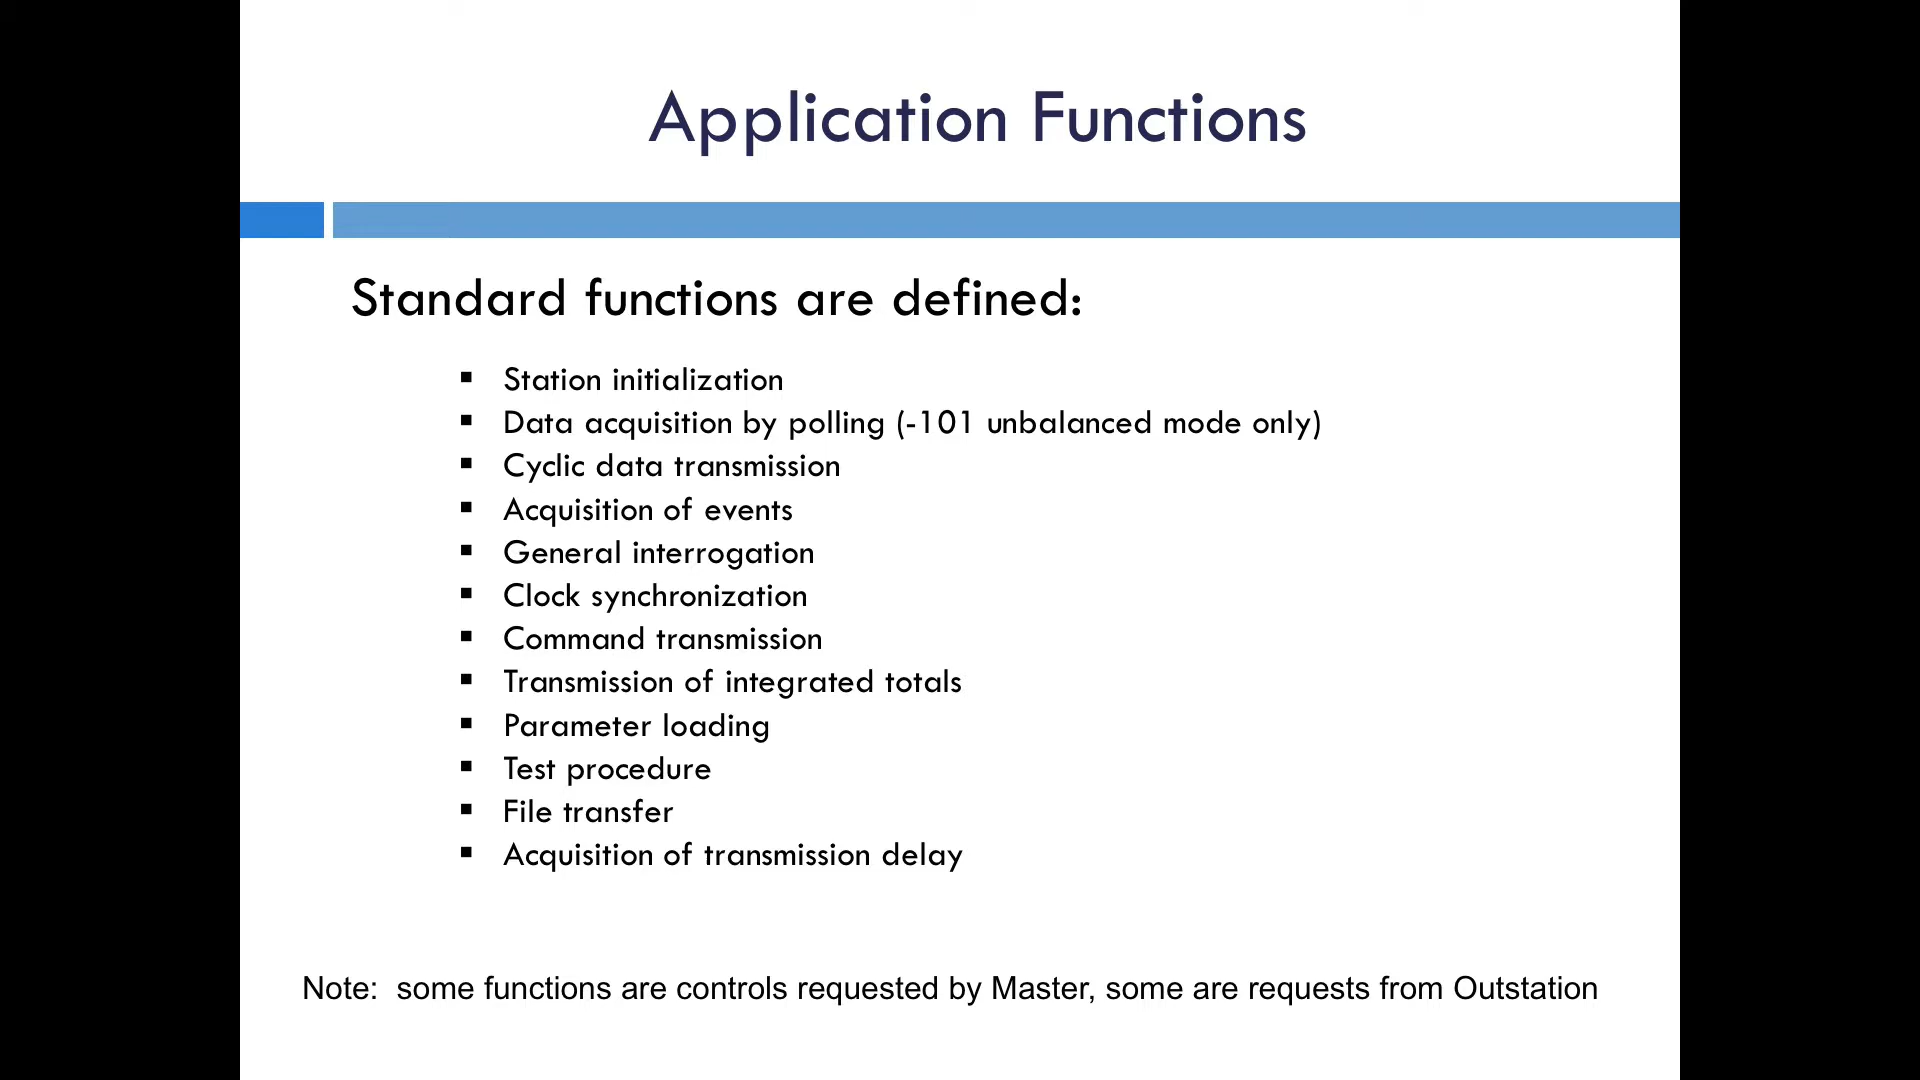 Application Functions
Standard functions are defined:
▪ Station initialization
▪ Data acquisition by polling (-101 unbalanced mode only)
▪ Cyclic data transmission
▪ Acquisition of events
▪ General interrogation
▪ Clock synchronization
▪ Command transmission
▪ Transmission of integrated totals
▪ Parameter loading
▪ Test procedure
▪ File transfer
▪ Acquisition of transmission delay
Note:  some functions are controls requested by Master, some are requests from Outstation